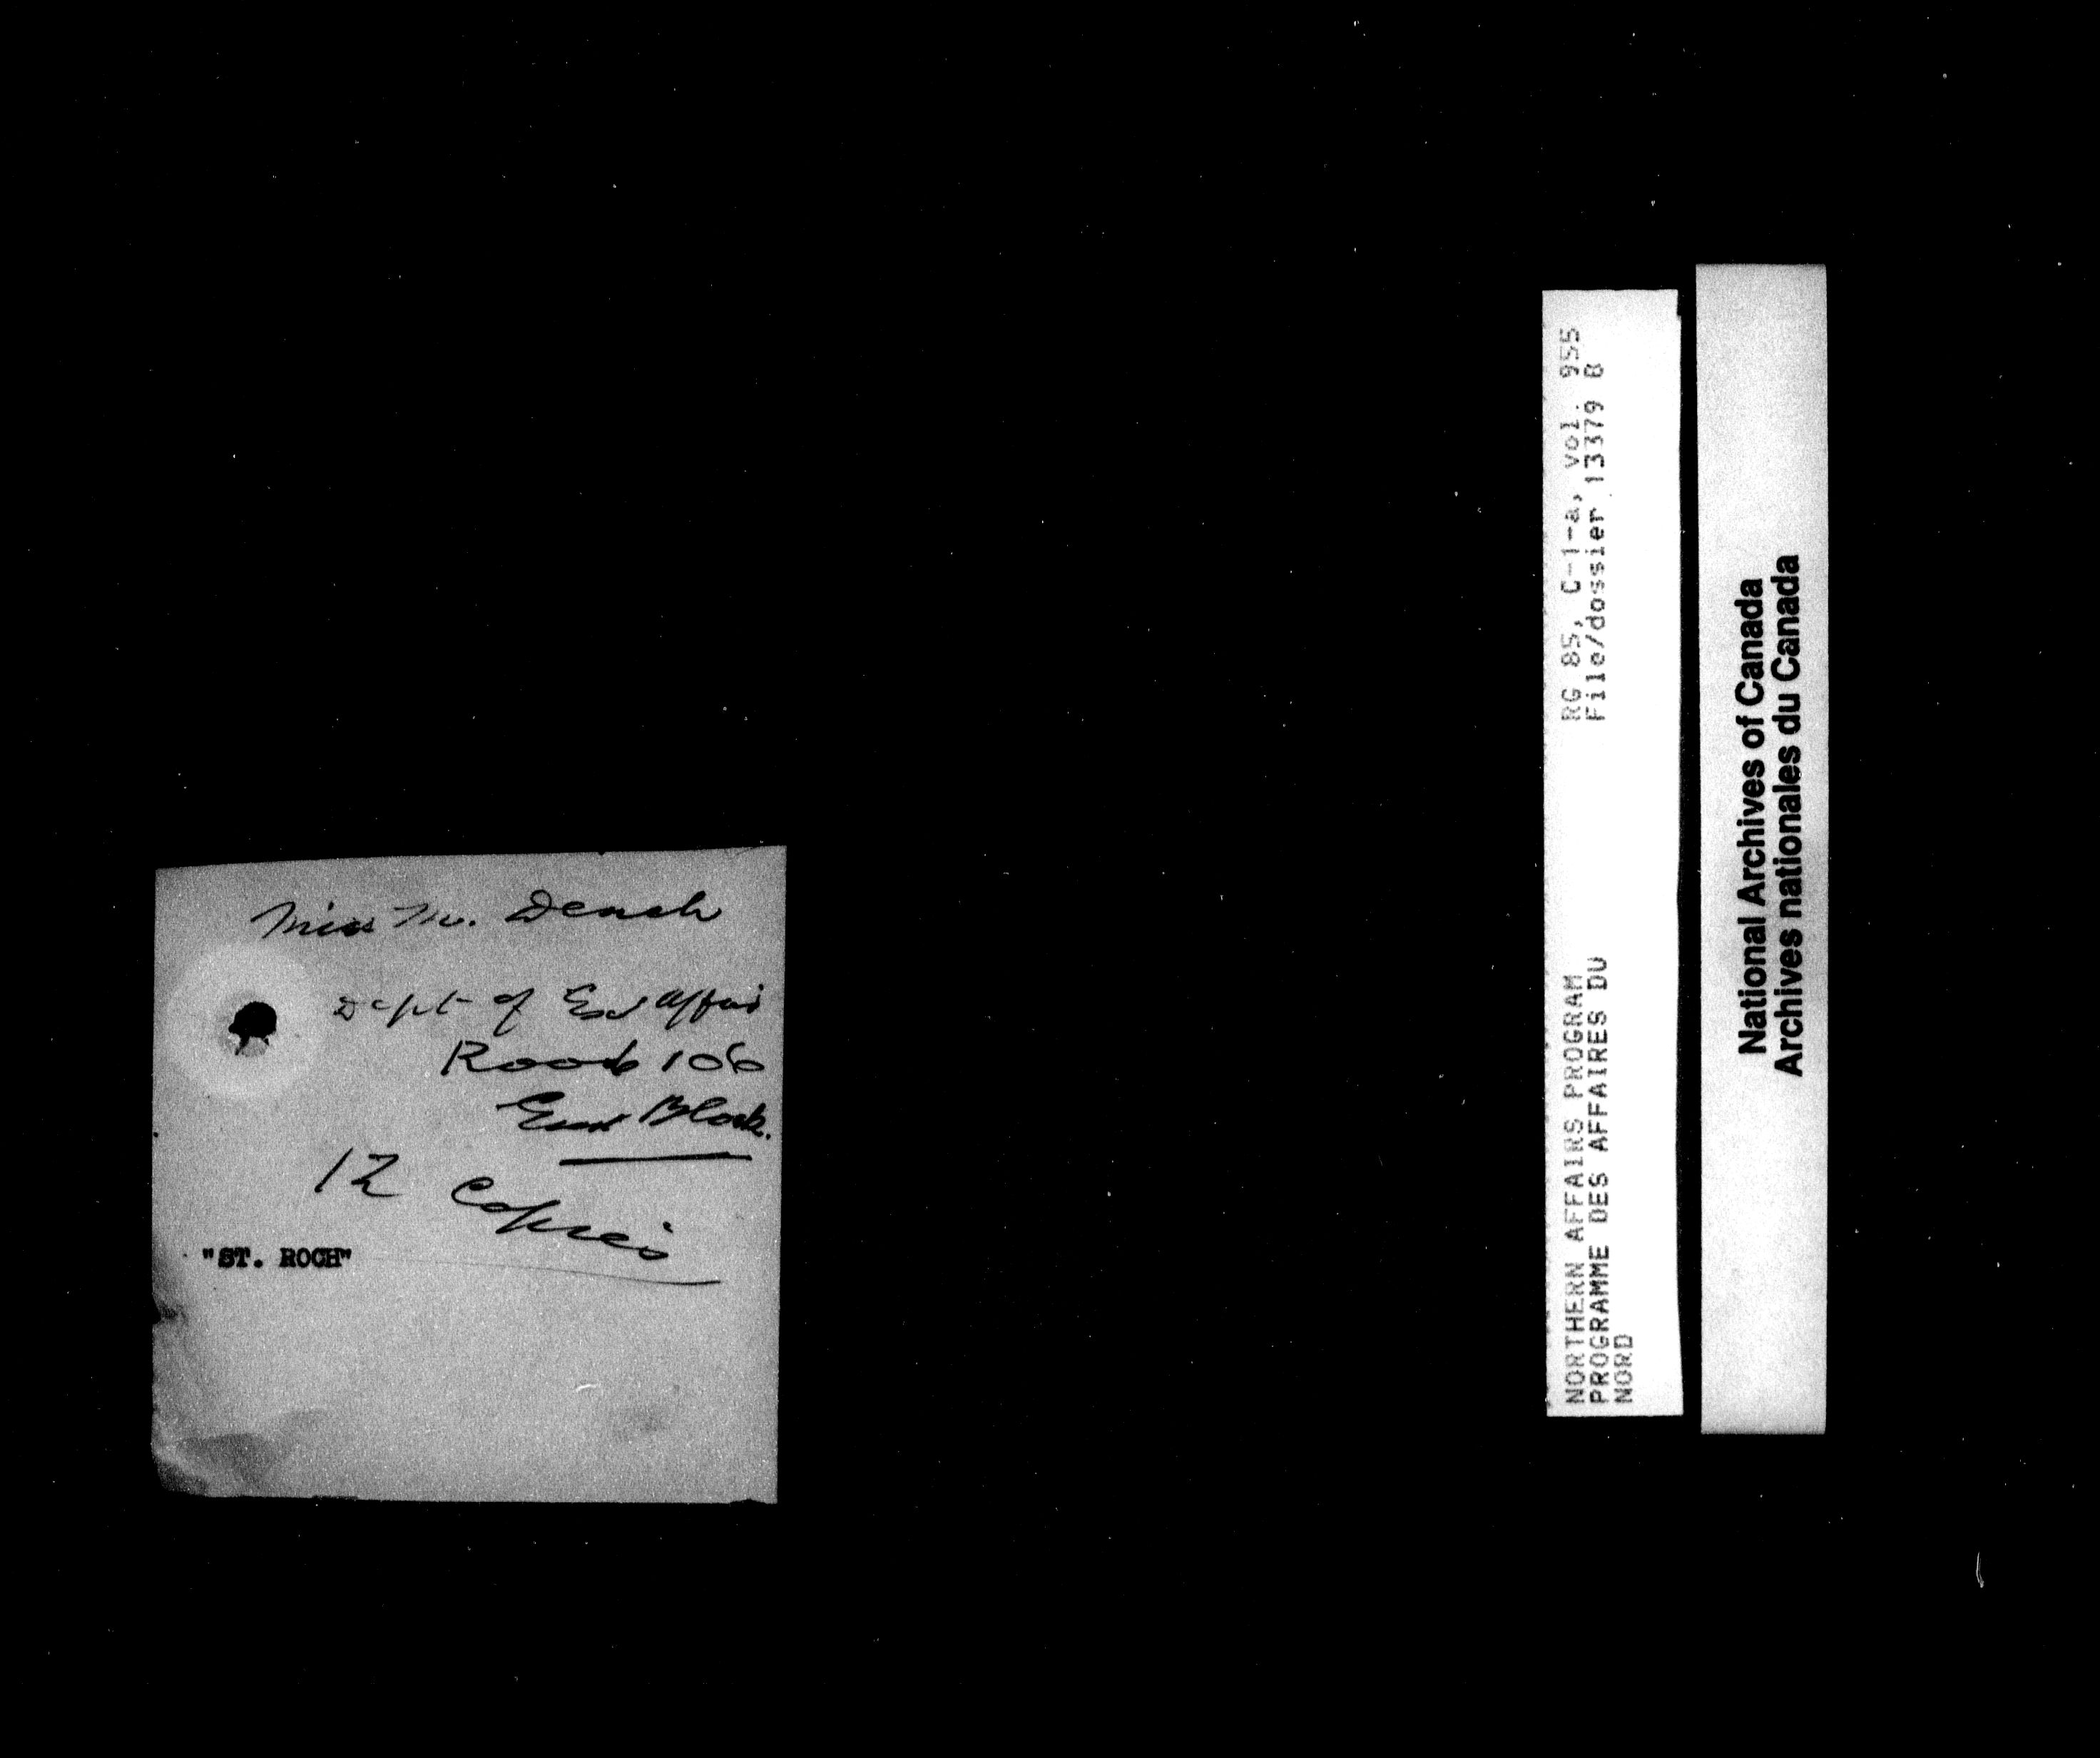 Miss M. Dench
Dept of Ext Affai
Room 106
East Block.
12 Copies
"ST. ROCH"
RG 85, C-1-a, vol. 955
File/dossier 13379 B
NORTHERN AFFAIRS PROGRAM
PROGRAMME DES AFFAIRES DU
NORD
National Archives of Canada
Archives nationales du Canada